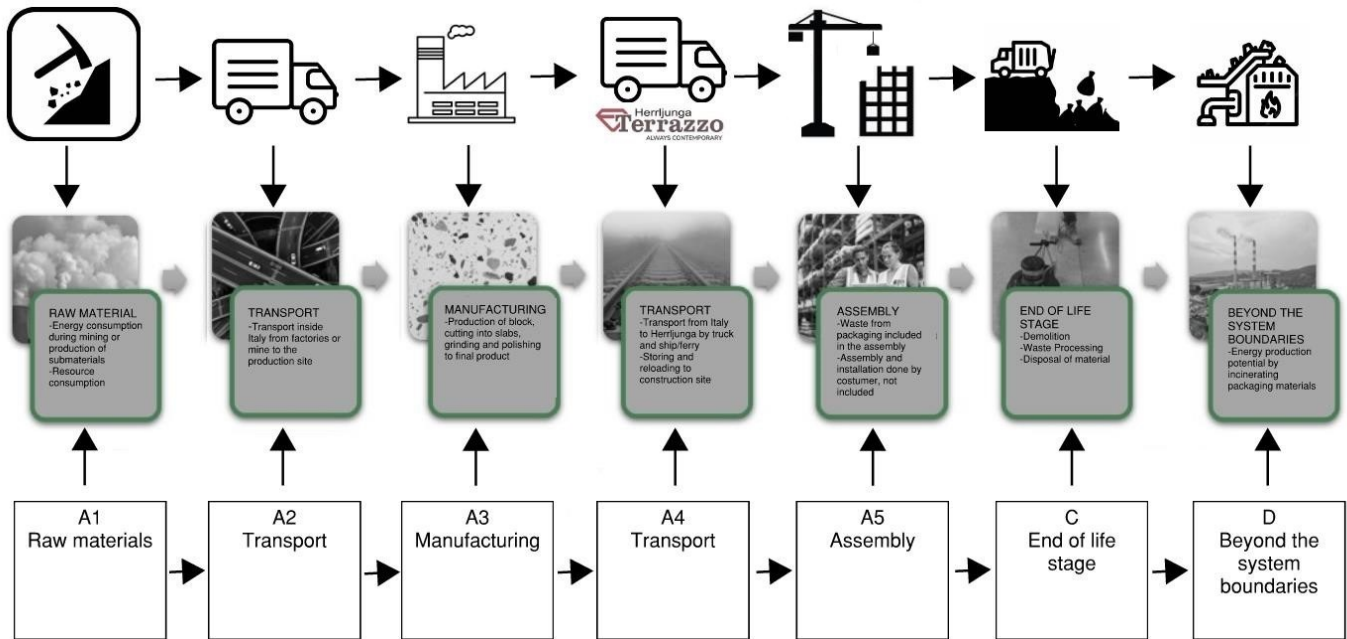 Herrljunga
Terrazzo
ALWAYS CONTEMPORARY
RAW MATERIAL
-Energy consumption
during mining or
production of
submaterials
-Resource
consumption
TRANSPORT
-Transport inside
Italy from factories or
mine to the
production site
MANUFACTURING
-Production of block,
cutting into slabs,
grinding and polishing
to final product
TRANSPORT
-Transport from Italy
to Herrljunga by truck
and ship/ferry
-Storing and
reloading to
construction site
ASSEMBLY
-Waste from
packaging included
in the assembly
-Assembly and
installation done by
costumer, not
included
END OF LIFE
STAGE
-Demolition
-Waste Processing
-Disposal of material
BEYOND THE
SYSTEM
BOUNDARIES
-Energy production
potential by
incinerating
packaging materials
A1
Raw materials
A2
Transport
A3
Manufacturing
A4
Transport
A5
Assembly
C
End of life
stage
D
Beyond the
system
boundaries